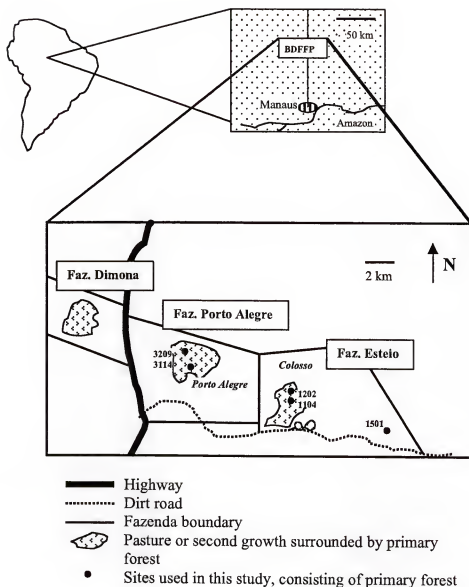 50 km
BDFFP
Manaus
Amazon
N
2 km
Faz. Dimona
Faz. Porto Alegre
Faz. Esteio
3209
3114
Porto Alegre
Colosso
1202
1104
1501
Highway
Dirt road
Fazenda boundary
Pasture or second growth surrounded by primary
forest
Sites used in this study, consisting of primary forest